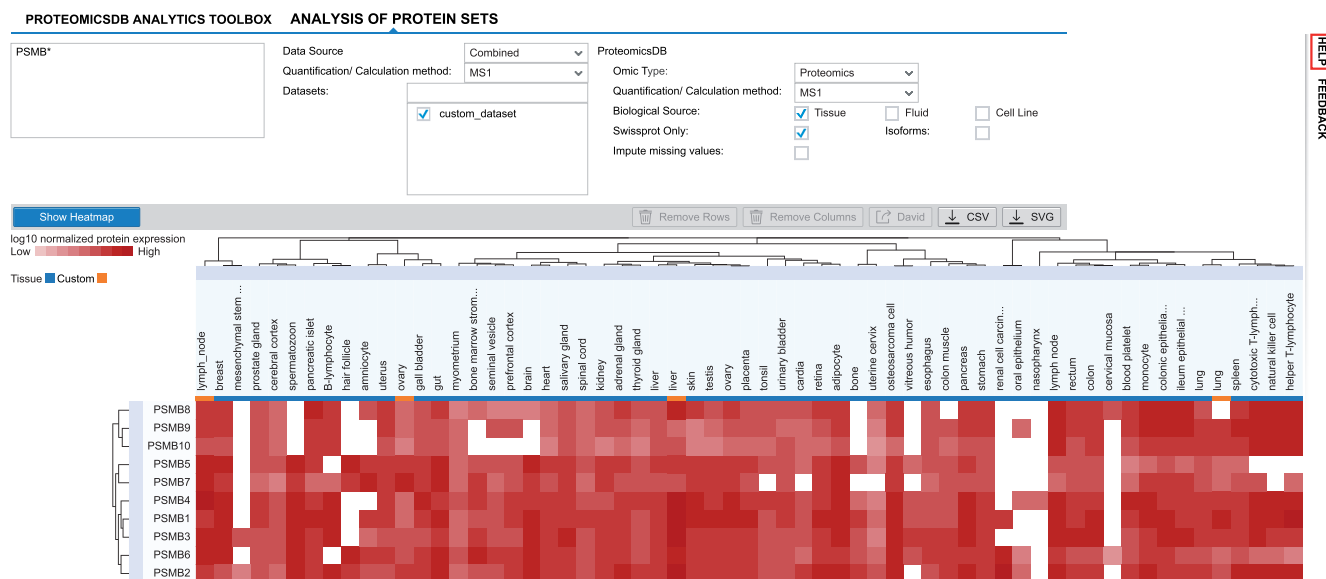 PROTEOMICSDB ANALYTICS TOOLBOX ANALYSIS OF PROTEIN SETS
HELP
FEEDBACK
PSMB*
Data Source Combined
Quantification/ Calculation method: MS1
Datasets:
custom_dataset
ProteomicsDB
Omic Type: Proteomics
Quantification/ Calculation method: MS1
Biological Source: Tissue Fluid Cell Line
Swissprot Only: Isoforms:
Impute missing values:
Show Heatmap Remove Rows Remove Columns David CSV SVG
log10 normalized protein expression
Low High
Tissue Custom
lymph_node
breast
mesenchymal stem ...
prostate gland
cerebral cortex
spermatozoon
pancreatic islet
B-lymphocyte
hair follicle
amniocyte
uterus
ovary
gall bladder
gut
myometrium
bone marrow strom...
seminal vesicle
prefrontal cortex
brain
heart
salivary gland
spinal cord
kidney
adrenal gland
thyroid gland
liver
liver
skin
testis
ovary
placenta
tonsil
urinary bladder
cardia
retina
adipocyte
bone
uterine cervix
osteosarcoma cell
vitreous humor
esophagus
colon muscle
pancreas
stomach
renal cell carcin...
oral epithelium
nasopharynx
lymph node
rectum
colon
cervical mucosa
blood platelet
monocyte
colonic epithelia...
ileum epithelial ...
lung
lung
spleen
cytotoxic T-lymph...
natural killer cell
helper T-lymphocyte
PSMB8
PSMB9
PSMB10
PSMB5
PSMB7
PSMB4
PSMB1
PSMB3
PSMB6
PSMB2